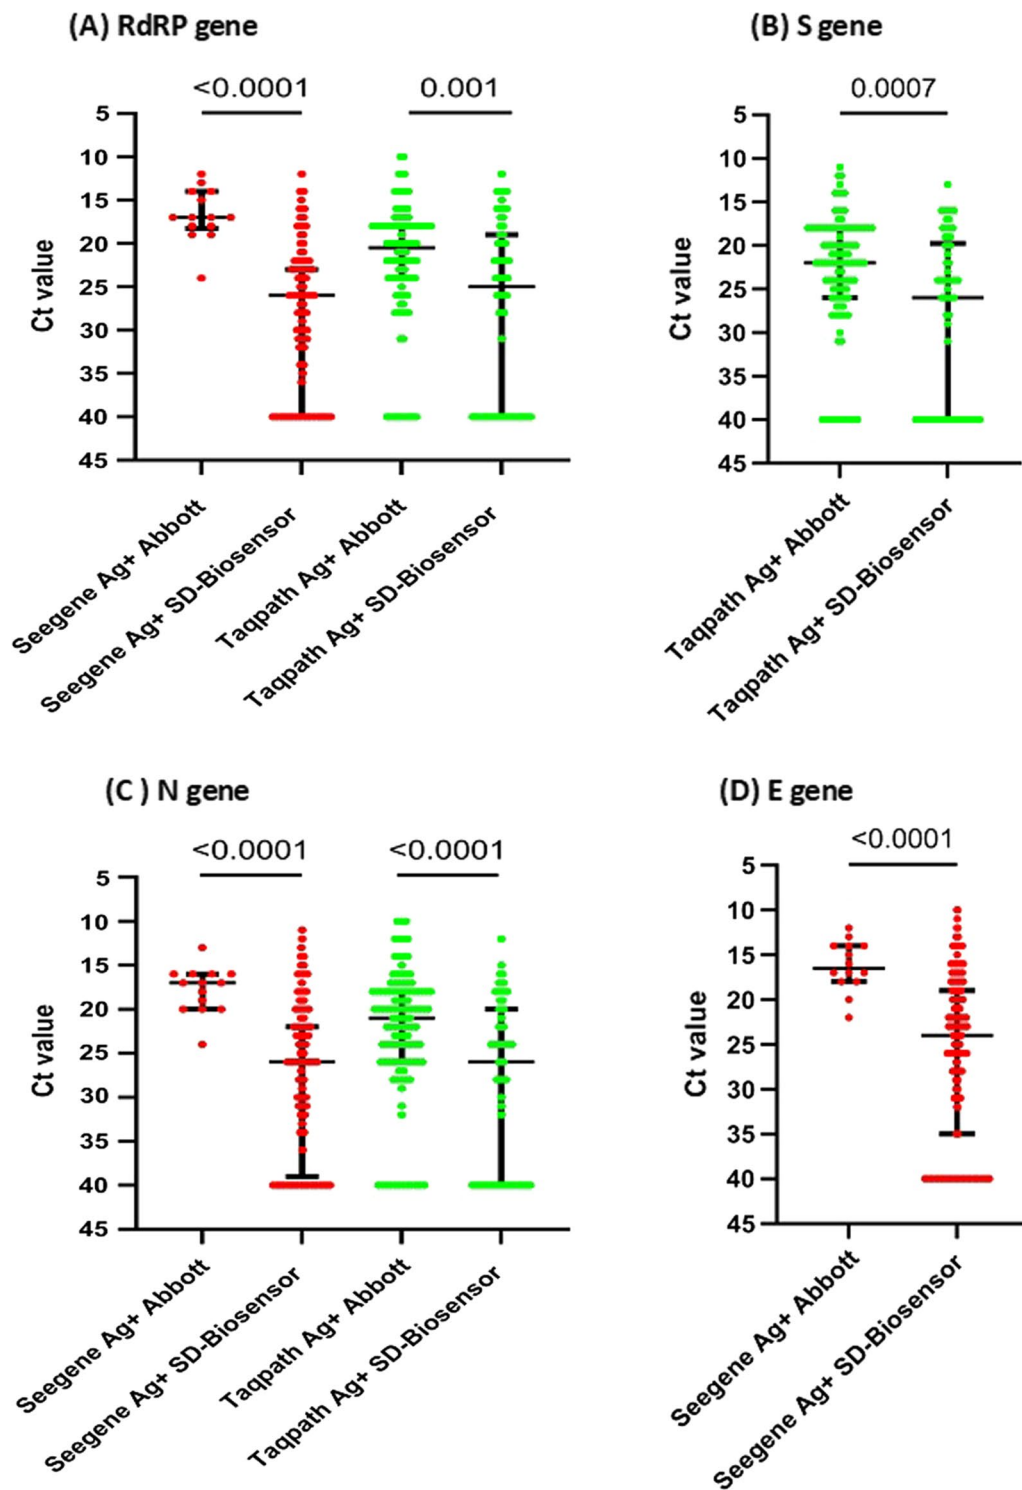 (A) RdRP gene
<0.0001
0.001
5
10
15
20
25
30
35
40
45
Ct value
Seegene Ag+ Abbott
Seegene Ag+ SD-Biosensor
Taqpath Ag+ Abbott
Taqpath Ag+ SD-Biosensor
(B) S gene
0.0007
5
10
15
20
25
30
35
40
45
Ct value
Taqpath Ag+ Abbott
Taqpath Ag+ SD-Biosensor
(C ) N gene
<0.0001
<0.0001
5
10
15
20
25
30
35
40
45
Ct value
Seegene Ag+ Abbott
Seegene Ag+ SD-Biosensor
Taqpath Ag+ Abbott
Taqpath Ag+ SD-Biosensor
(D) E gene
<0.0001
5
10
15
20
25
30
35
40
45
Ct value
Seegene Ag+ Abbott
Seegene Ag+ SD-Biosensor